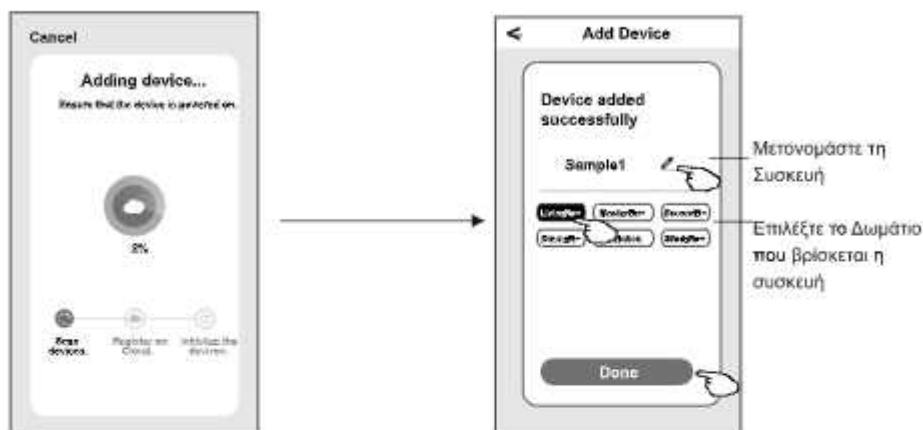 Cancel
Adding device...
Ensure that the device is powered on.
2%
Scan
devices.
Register on
Cloud.
Initialize the
devices.
<
Add Device
Device added
successfully
Sample1
Done
Μετονομάστε τη
Συσκευή
Επιλέξτε το Δωμάτιο
που βρίσκεται η
συσκευή